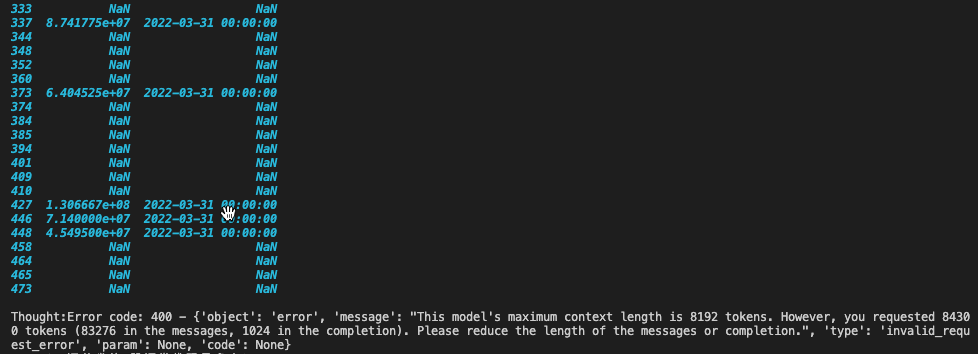 333 NaN NaN
337 8.741775e+07 2022-03-31 00:00:00
344 NaN NaN
348 NaN NaN
352 NaN NaN
360 NaN NaN
373 6.404525e+07 2022-03-31 00:00:00
374 NaN NaN
384 NaN NaN
385 NaN NaN
394 NaN NaN
401 NaN NaN
409 NaN NaN
410 NaN NaN
427 1.306667e+08 2022-03-31 00:00:00
446 7.140000e+07 2022-03-31 00:00:00
448 4.549500e+07 2022-03-31 00:00:00
458 NaN NaN
464 NaN NaN
465 NaN NaN
473 NaN NaN
Thought:Error code: 400 - {'object': 'error', 'message': "This model's maximum context length is 8192 tokens. However, you requested 8430
0 tokens (83276 in the messages, 1024 in the completion). Please reduce the length of the messages or completion.", 'type': 'invalid_requ
est_error', 'param': None, 'code': None}